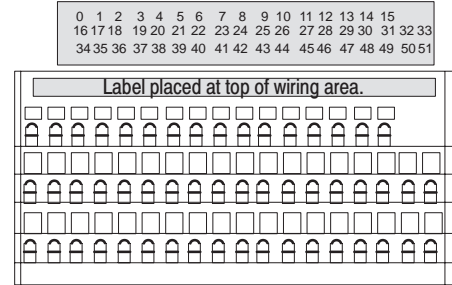 0 1 2 3 4 5 6 7 8 9 10 11 12 13 14 15
16 17 18 19 20 21 22 23 24 25 26 27 28 29 30 31 32 33
34 35 36 37 38 39 40 41 42 43 44 45 46 47 48 49 50 51
Label placed at top of wiring area.